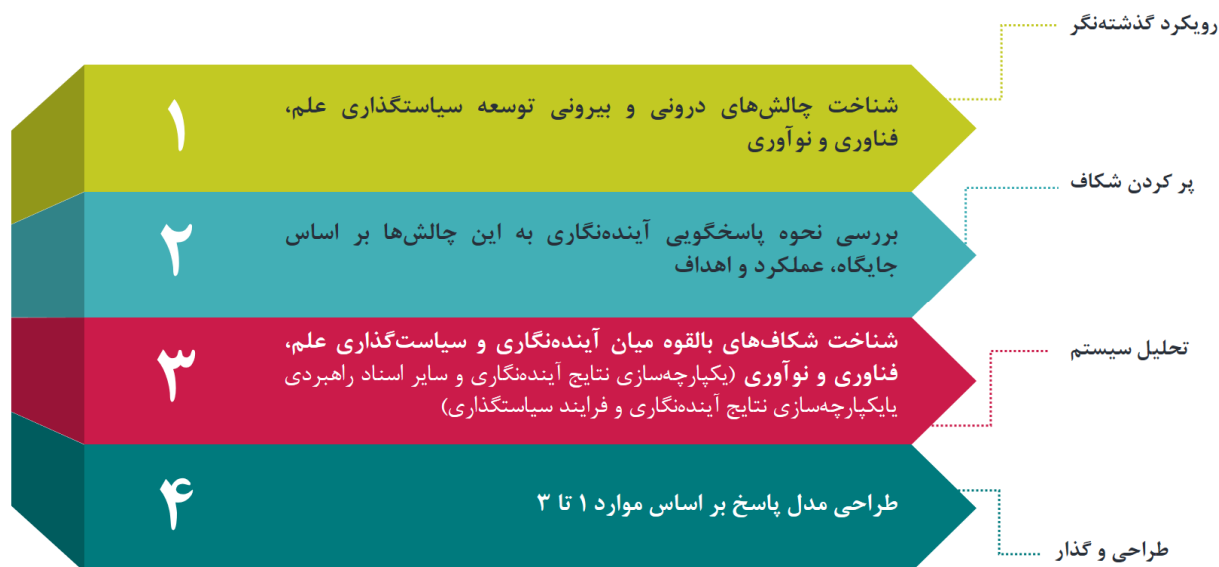 رویکرد گذشته‌نگر
۱
شناخت چالش‌های درونی و بیرونی توسعه سیاستگذاری علم،
فناوری و نوآوری
پر کردن شکاف
۲
بررسی نحوه پاسخگویی آینده‌نگاری به این چالش‌ها بر اساس
جایگاه، عملکرد و اهداف
تحلیل سیستم
۳
شناخت شکاف‌های بالقوه میان آینده‌نگاری و سیاست‌گذاری علم،
فناوری و نوآوری (یکپارچه‌سازی نتایج آینده‌نگاری و سایر اسناد راهبردی
یایکپارچه‌سازی نتایج آینده‌نگاری و فرایند سیاستگذاری)
طراحی و گذار
۴
طراحی مدل پاسخ بر اساس موارد ۱ تا ۳